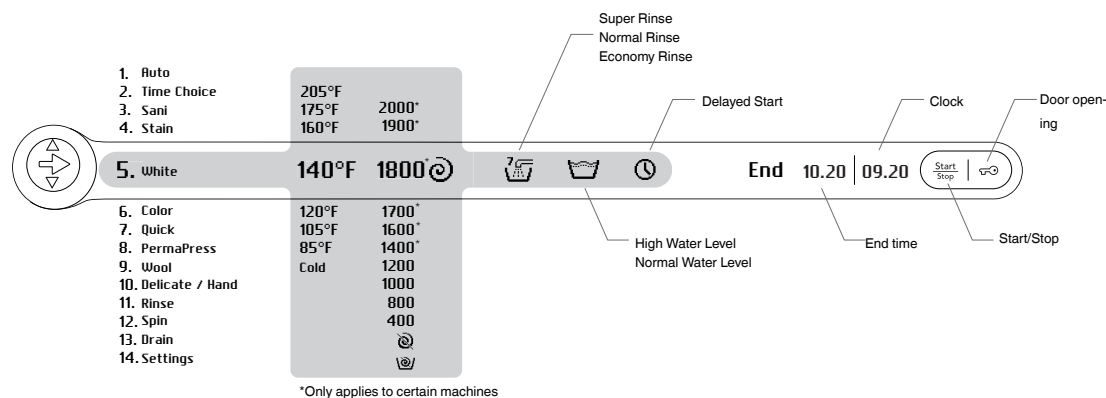 Super Rinse
Normal Rinse
Economy Rinse
1. Auto
2. Time Choice 205°F
3. Sani 175°F 2000*
4. Stain 160°F 1900*
Delayed Start
Clock
Door open-
ing
5. White 140°F 1800* 7 End 10.20 09.20 Start
Stop
6. Color 120°F 1700*
7. Quick 105°F 1600*
8. PermaPress 85°F 1400*
9. Wool Cold 1200
10. Delicate / Hand 1000
11. Rinse 800
12. Spin 400
13. Drain
14. Settings
High Water Level
Normal Water Level
End time
Start/Stop
*Only applies to certain machines